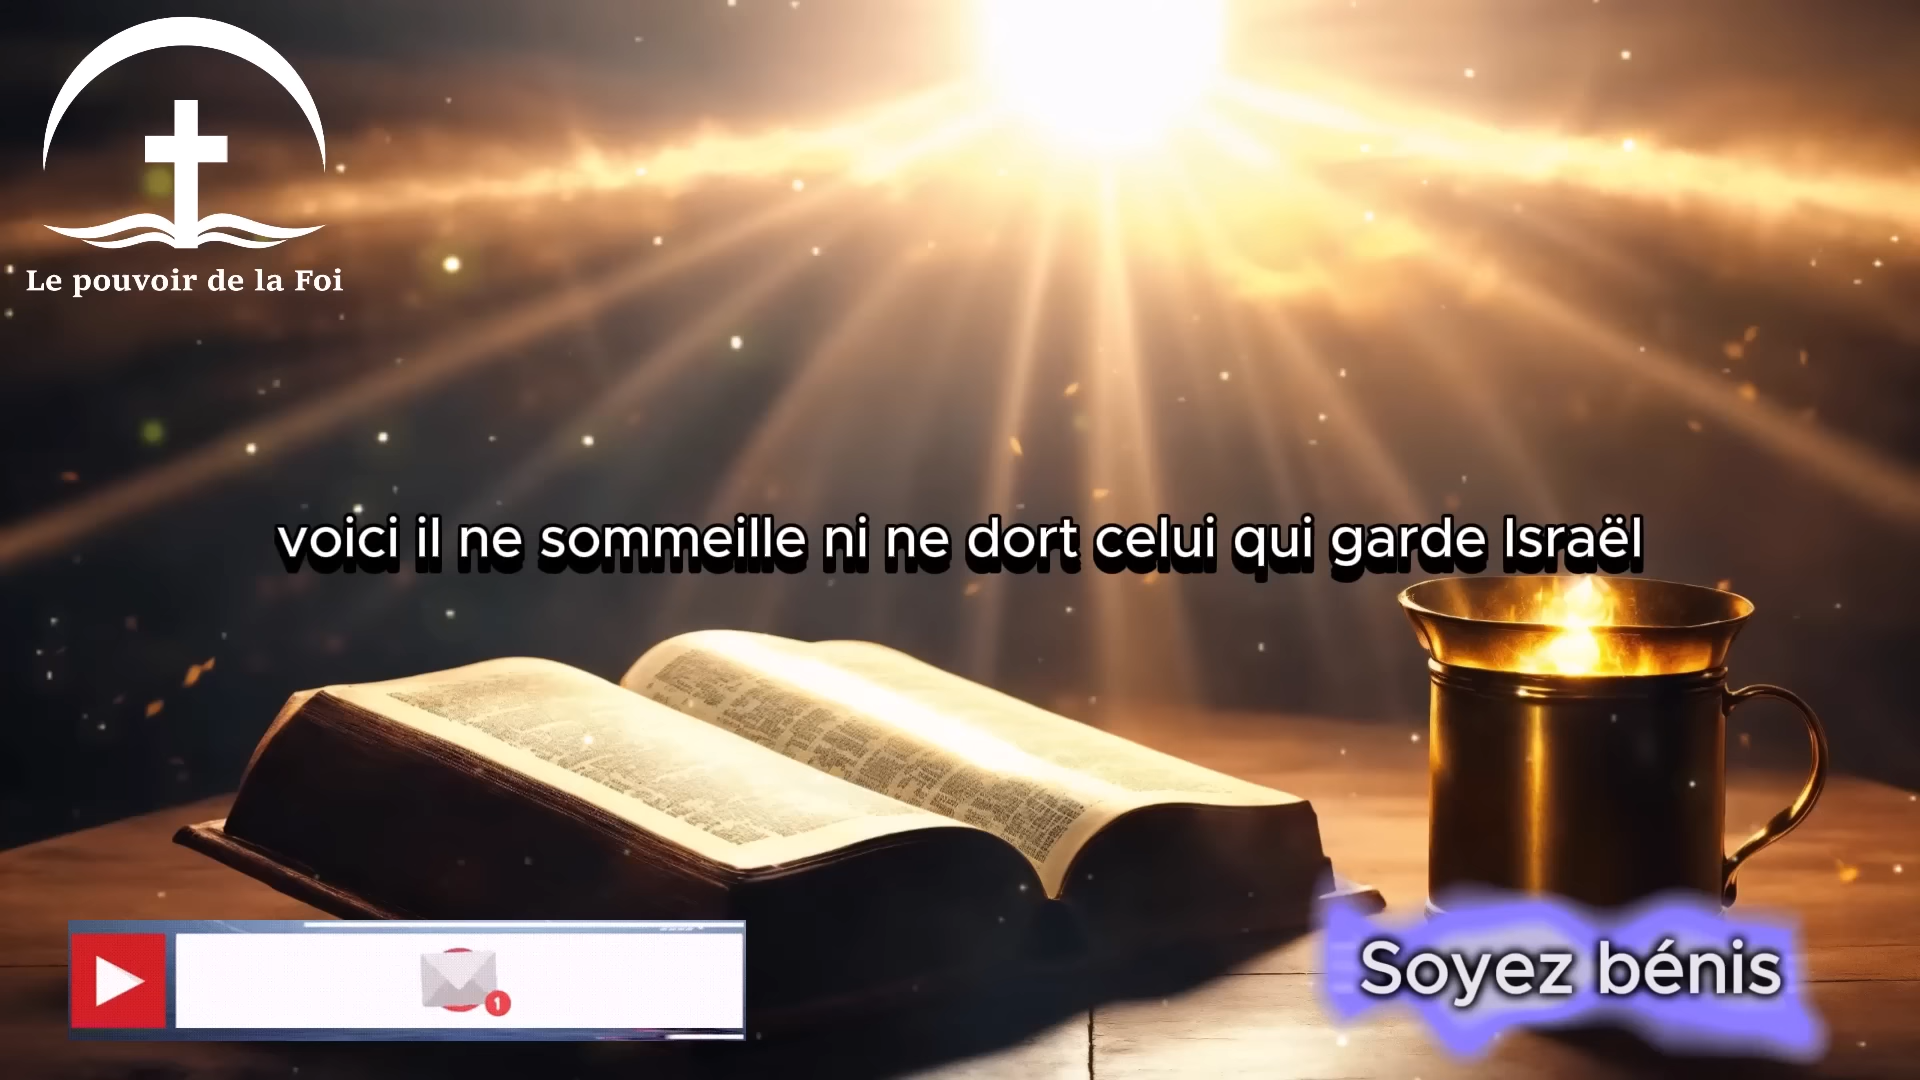 Le pouvoir de la Foi
voici il ne sommeille ni ne dort celui qui garde Israël
1
Soyez bénis